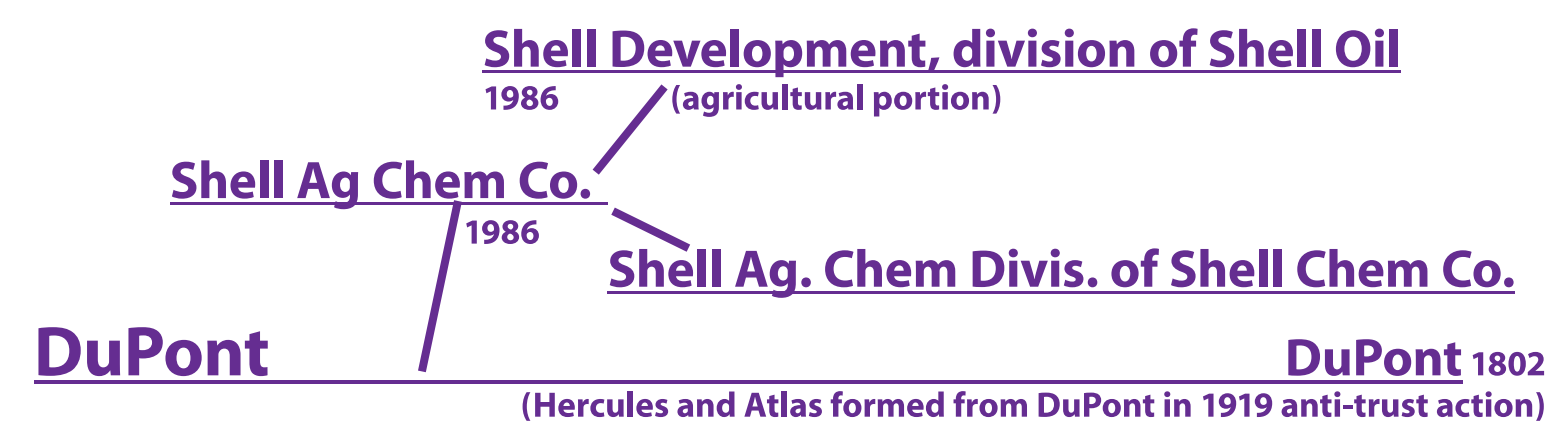 Shell Development, division of Shell Oil
1986 (agricultural portion)
Shell Ag Chem Co.
1986
Shell Ag. Chem Divis. of Shell Chem Co.
DuPont DuPont 1802
(Hercules and Atlas formed from DuPont in 1919 anti-trust action)